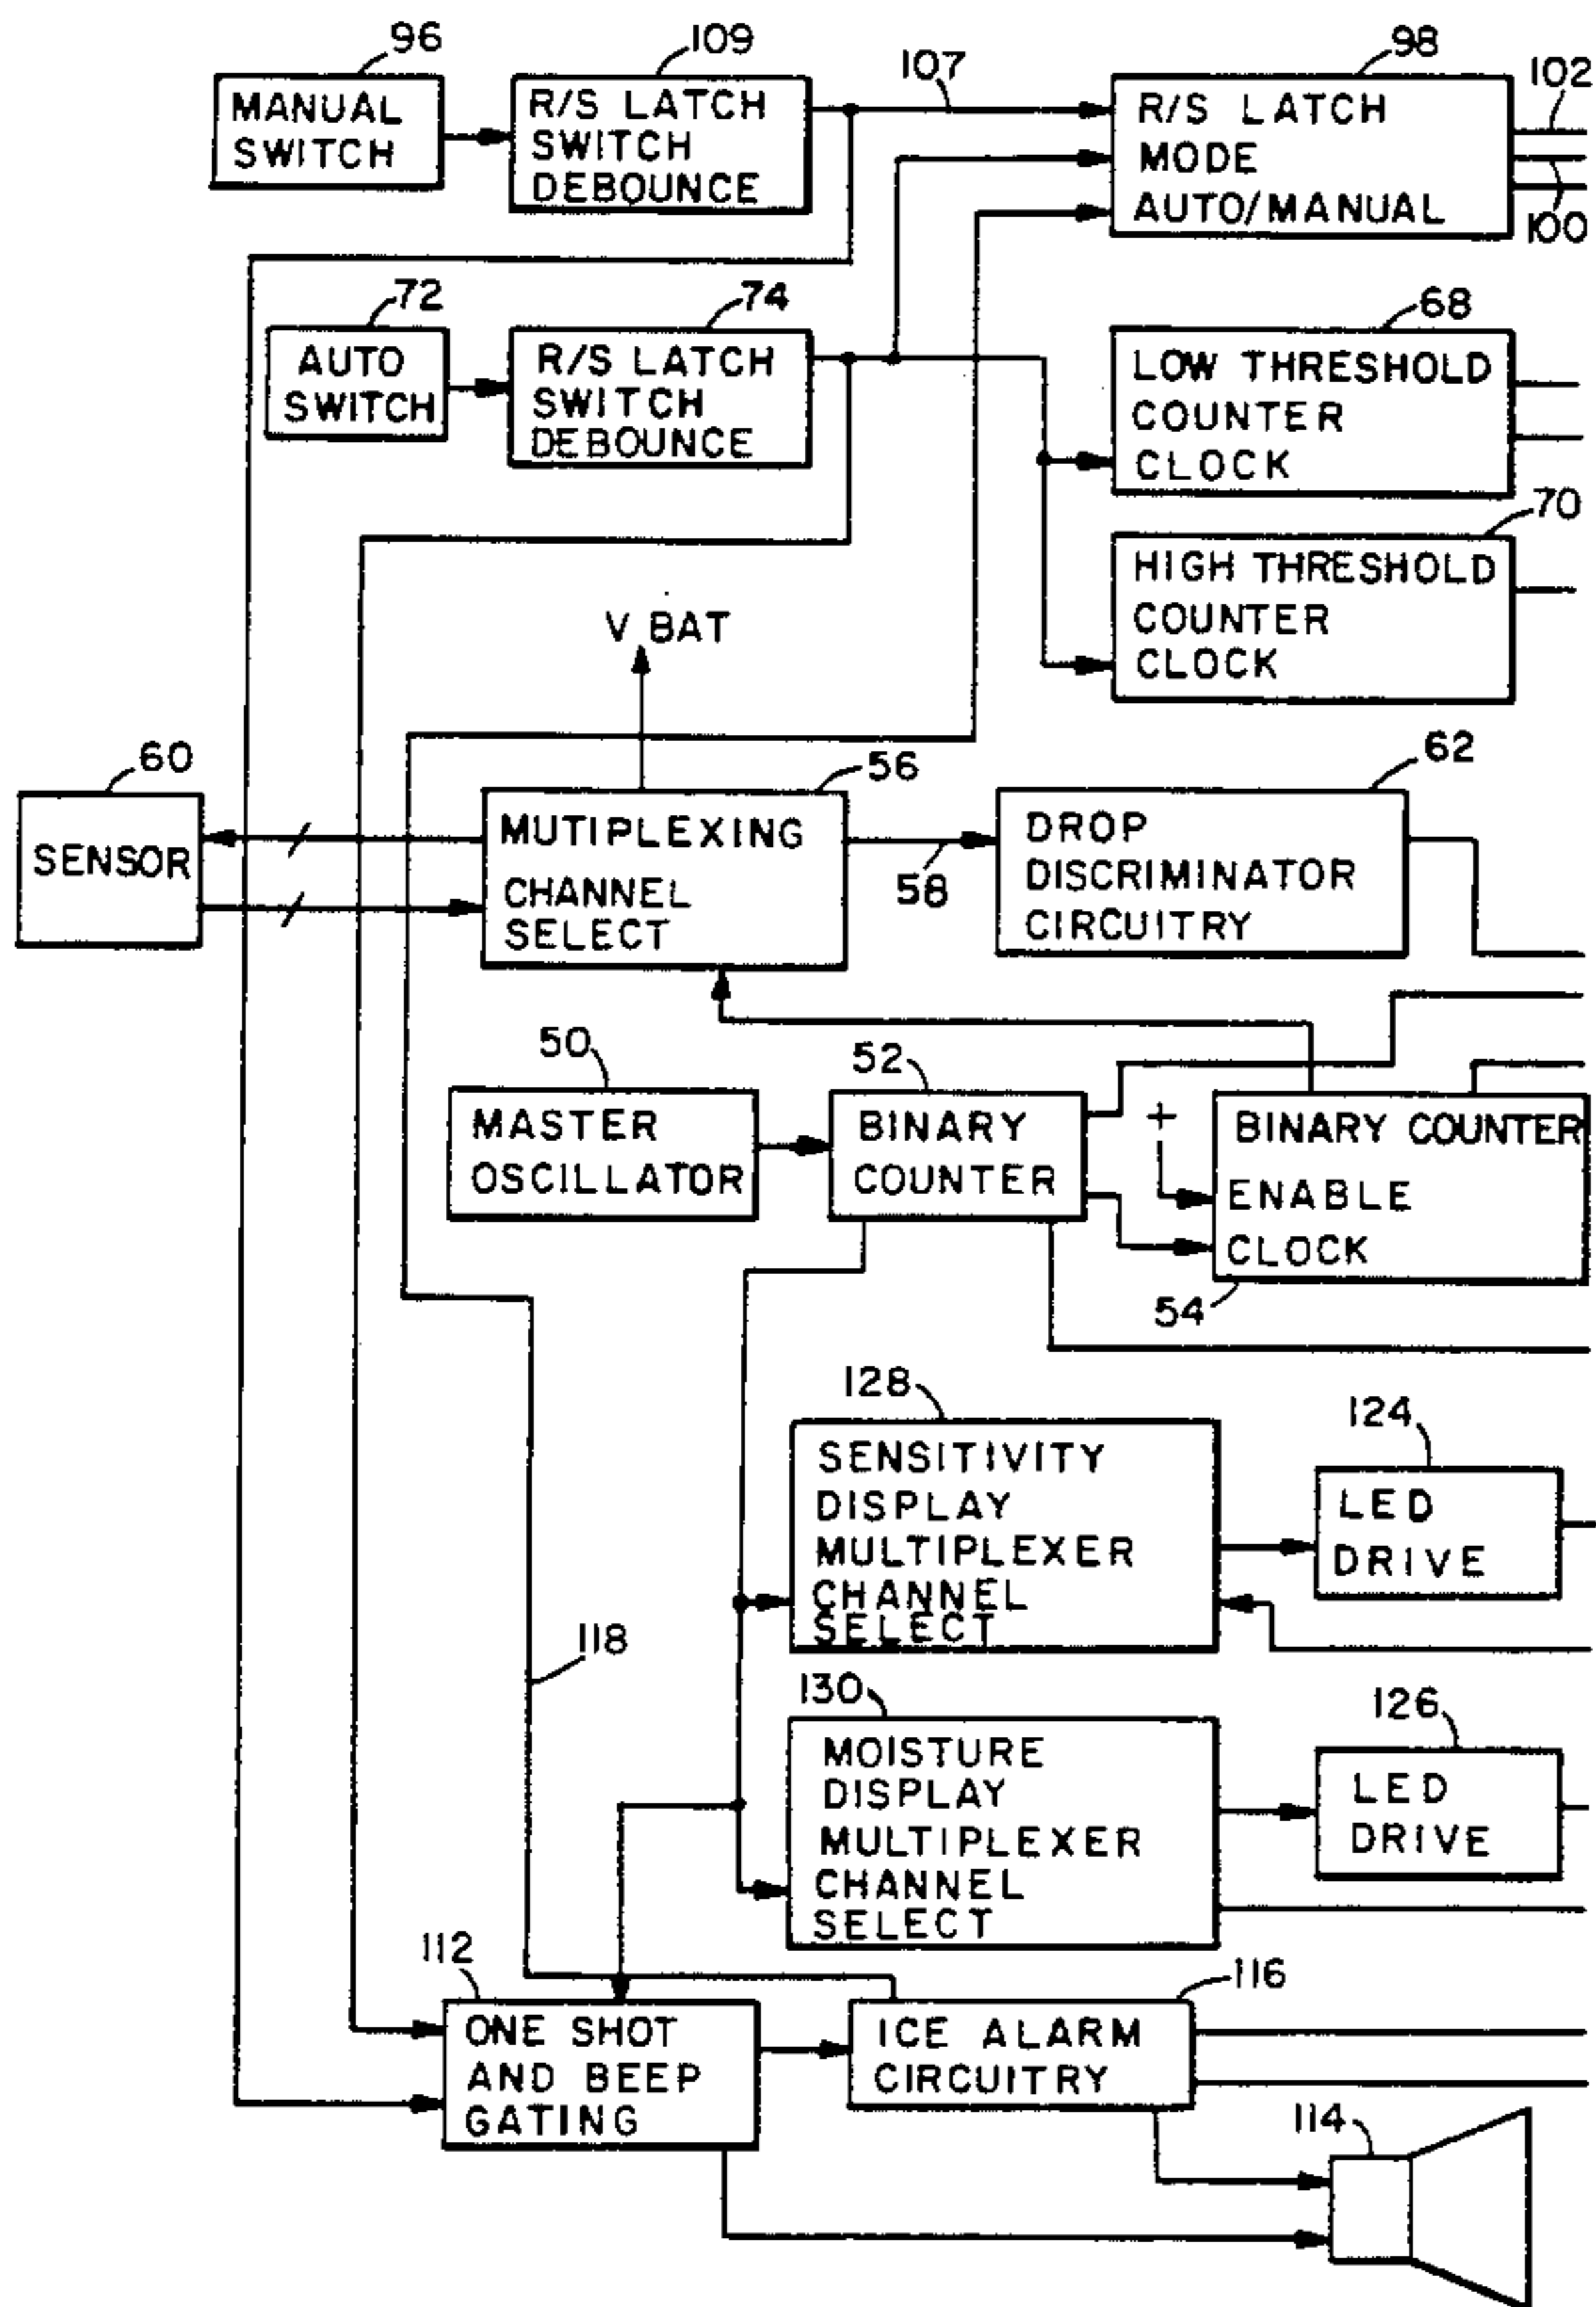 96
109
107
98
102
MANUAL
SWITCH
R/S LATCH
SWITCH
DEBOUNCE
R/S LATCH
MODE
AUTO/MANUAL
100
72
74
68
AUTO
SWITCH
R/S LATCH
SWITCH
DEBOUNCE
LOW THRESHOLD
COUNTER
CLOCK
70
HIGH THRESHOLD
COUNTER
CLOCK
V BAT
60
56
62
SENSOR
MUTIPLEXING
CHANNEL
SELECT
58
DROP
DISCRIMINATOR
CIRCUITRY
50
52
MASTER
OSCILLATOR
BINARY
COUNTER
+
BINARY COUNTER
ENABLE
CLOCK
54
128
124
SENSITIVITY
DISPLAY
MULTIPLEXER
CHANNEL
SELECT
LED
DRIVE
118
130
126
MOISTURE
DISPLAY
MULTIPLEXER
CHANNEL
SELECT
LED
DRIVE
112
116
ONE SHOT
AND BEEP
GATING
ICE ALARM
CIRCUITRY
114